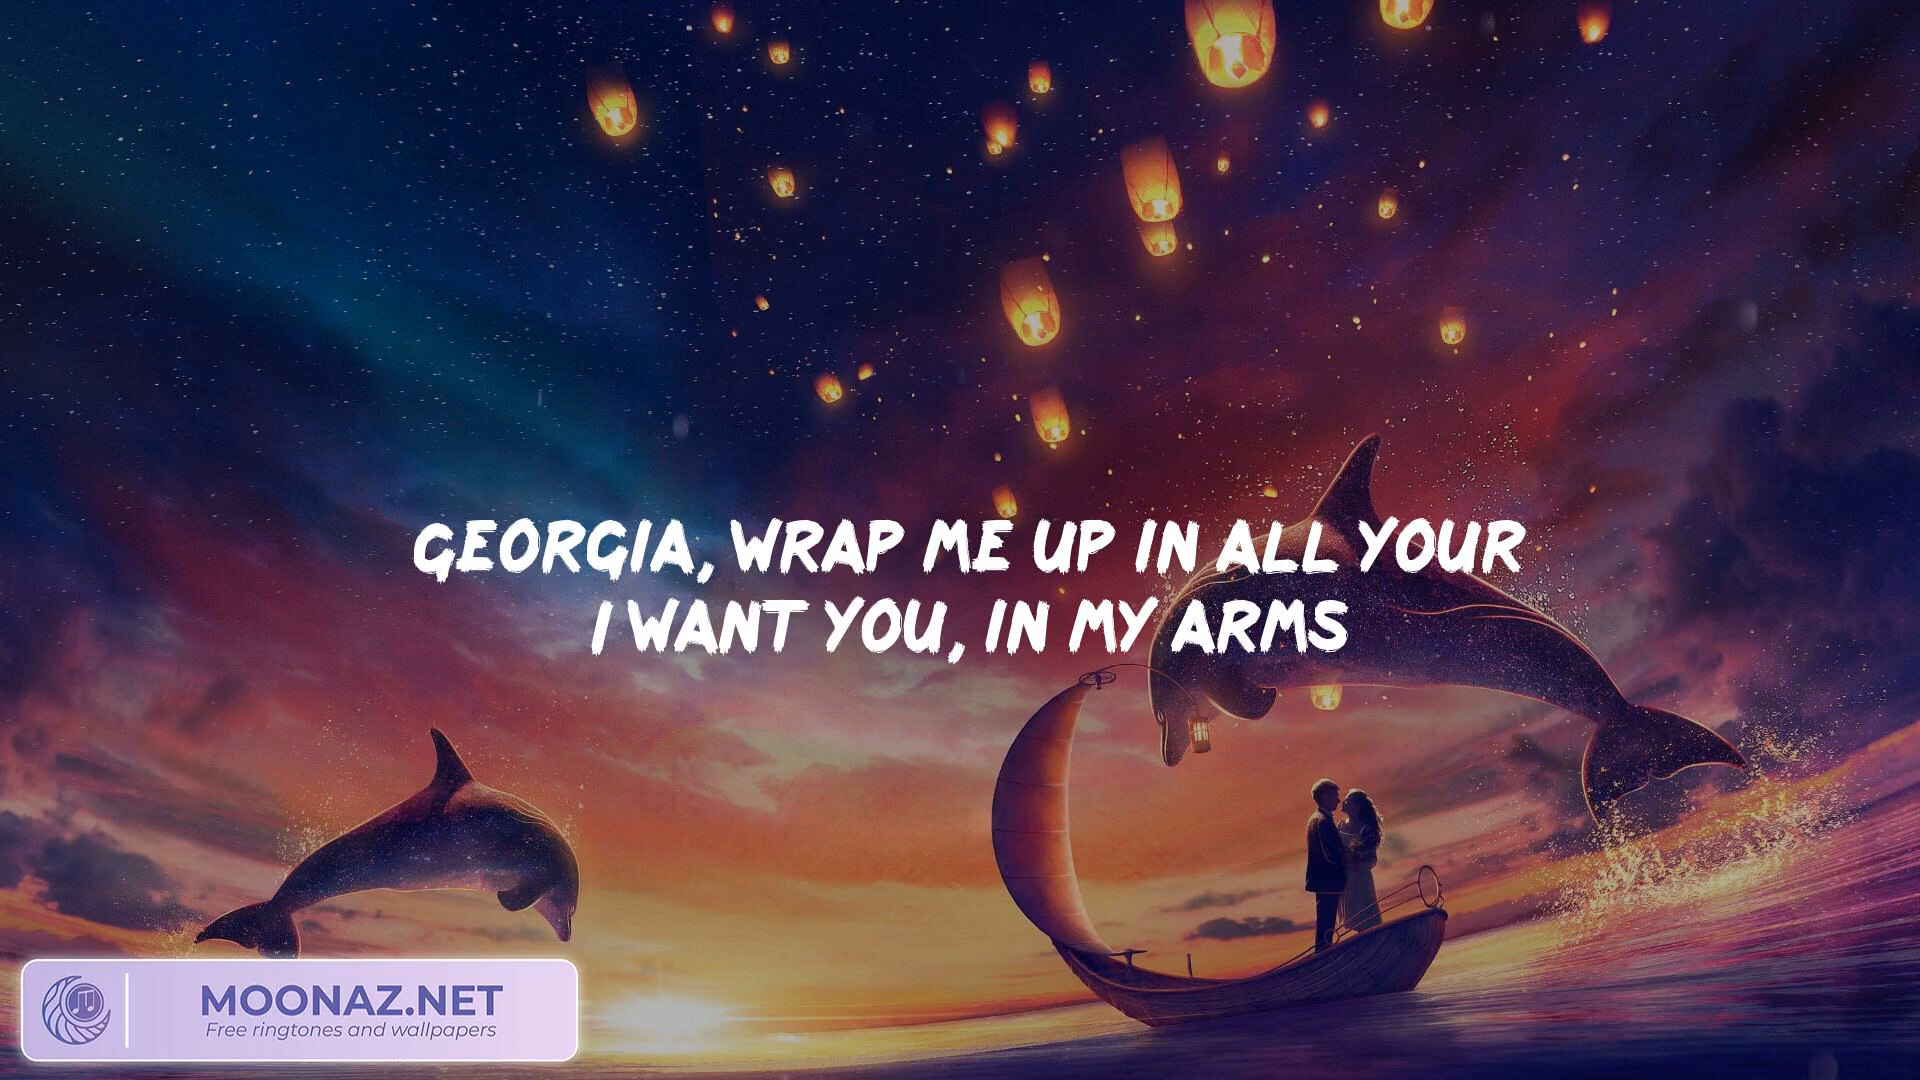 GEORGIA, WRAP ME UP IN ALL YOUR
I WANT YOU, IN MY ARMS
MOONAZ.NET
Free ringtones and wallpapers